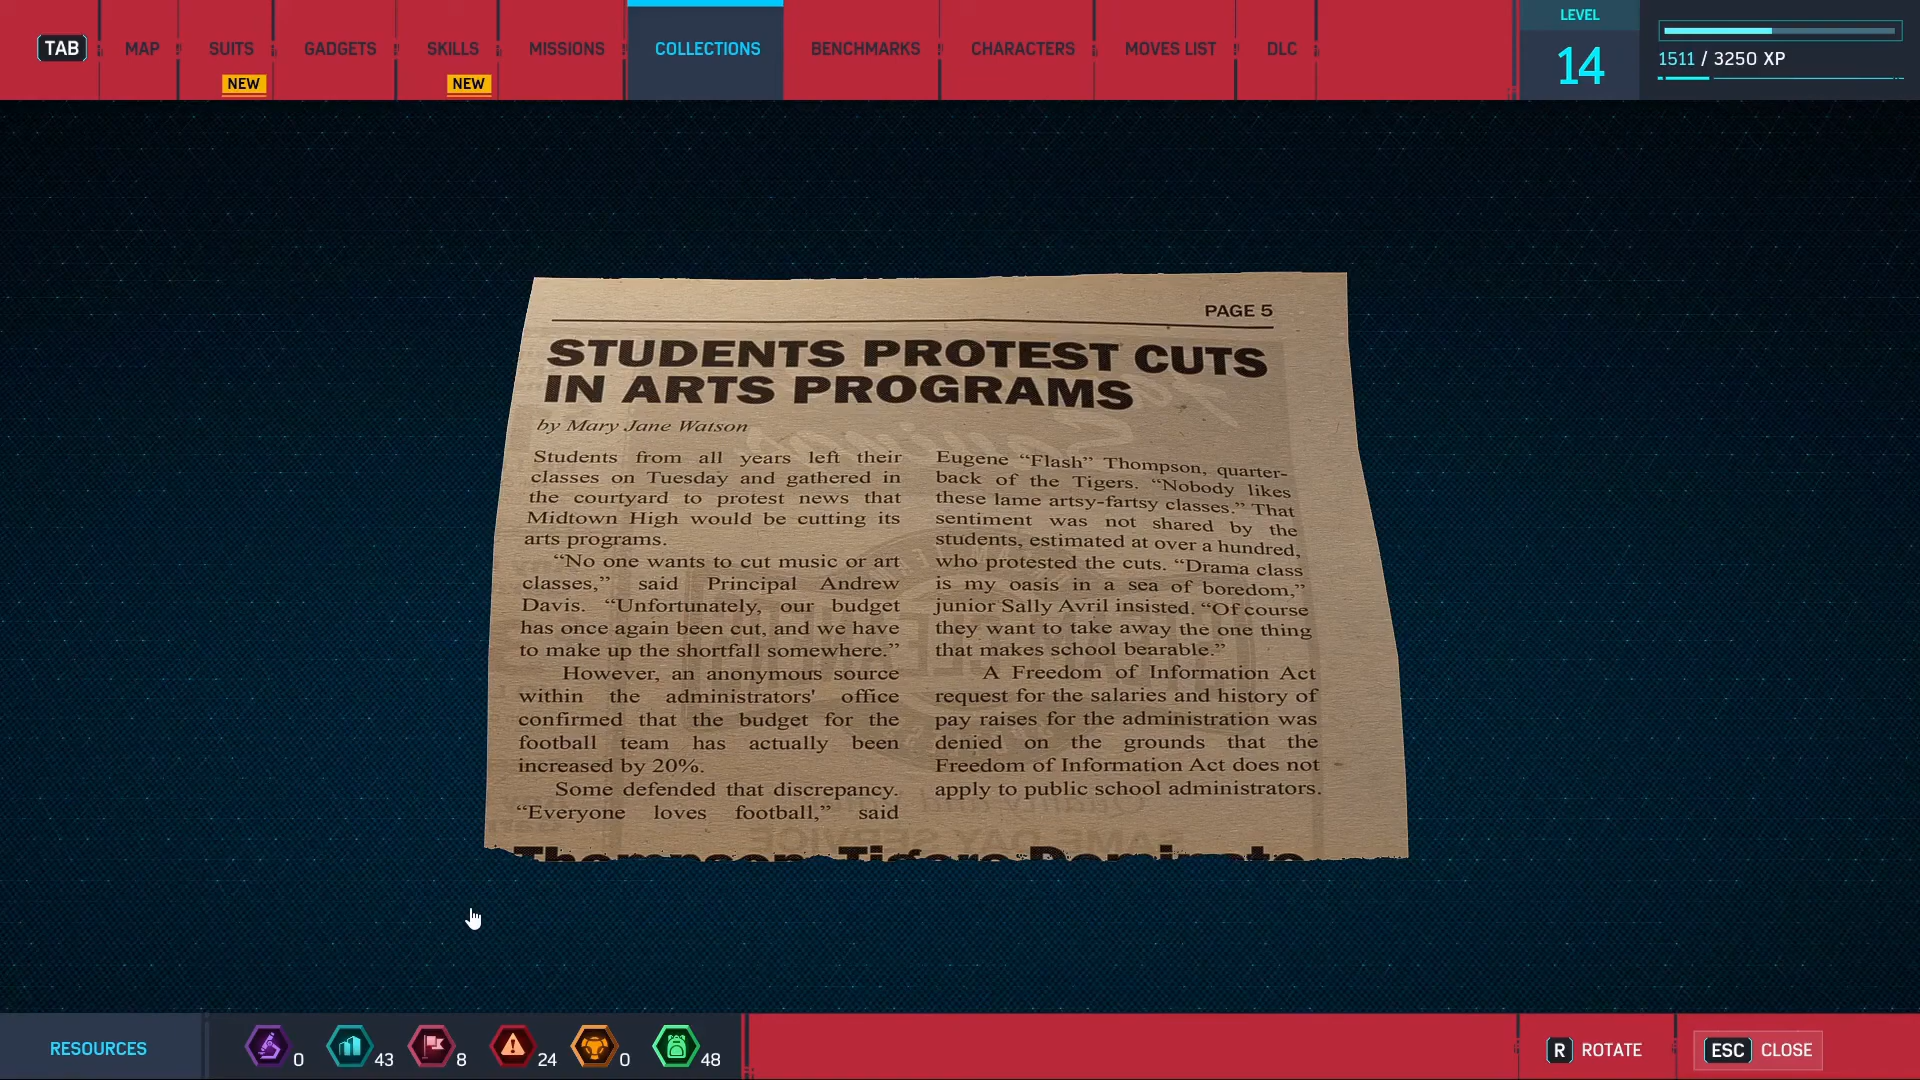 TAB
MAP
SUITS
NEW
GADGETS
SKILLS
NEW
MISSIONS
COLLECTIONS
BENCHMARKS
CHARACTERS
MOVES LIST
DLC
LEVEL
14
1511 / 3250 XP
PAGE 5
STUDENTS PROTEST CUTS
IN ARTS PROGRAMS
by Mary Jane Watson
Students from all years left their
classes on Tuesday and gathered in
the courtyard to protest news that
Midtown High would be cutting its
arts programs.
“No one wants to cut music or art
classes,” said Principal Andrew
Davis. “Unfortunately, our budget
has once again been cut, and we have
to make up the shortfall somewhere.”
However, an anonymous source
within the administrators' office
confirmed that the budget for the
football team has actually been
increased by 20%.
Some defended that discrepancy.
“Everyone loves football,” said
Eugene “Flash” Thompson, quarter-
back of the Tigers. “Nobody likes
these lame artsy-fartsy classes.” That
sentiment was not shared by the
students, estimated at over a hundred,
who protested the cuts. “Drama class
is my oasis in a sea of boredom,”
junior Sally Avril insisted. “Of course
they want to take away the one thing
that makes school bearable.”
A Freedom of Information Act
request for the salaries and history of
pay raises for the administration was
denied on the grounds that the
Freedom of Information Act does not
apply to public school administrators.
Thompson, Tigers Dominate
RESOURCES
0
43
8
24
0
48
R ROTATE
ESC CLOSE